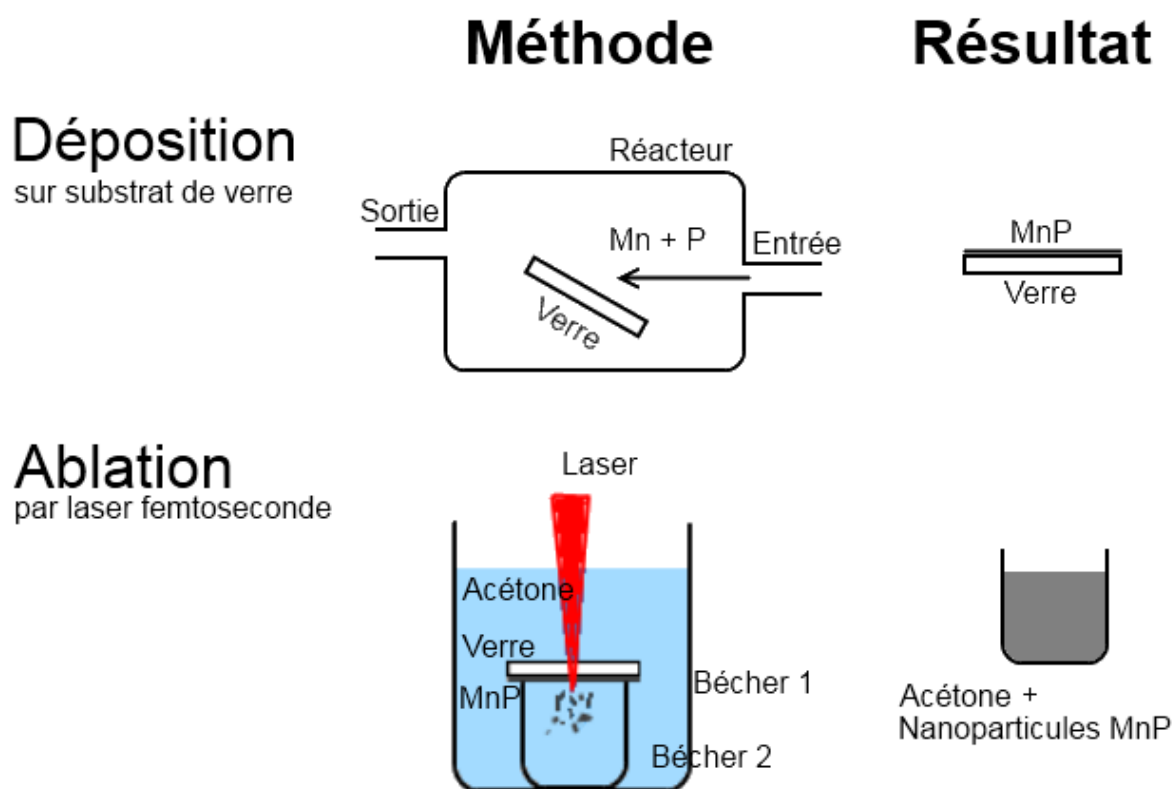 Méthode
Résultat
Déposition
sur substrat de verre
Réacteur
Sortie
Mn + P
Entrée
Verre
MnP
Verre
Ablation
par laser femtoseconde
Laser
Acétone
Verre
MnP
Bécher 1
Bécher 2
Acétone +
Nanoparticules MnP